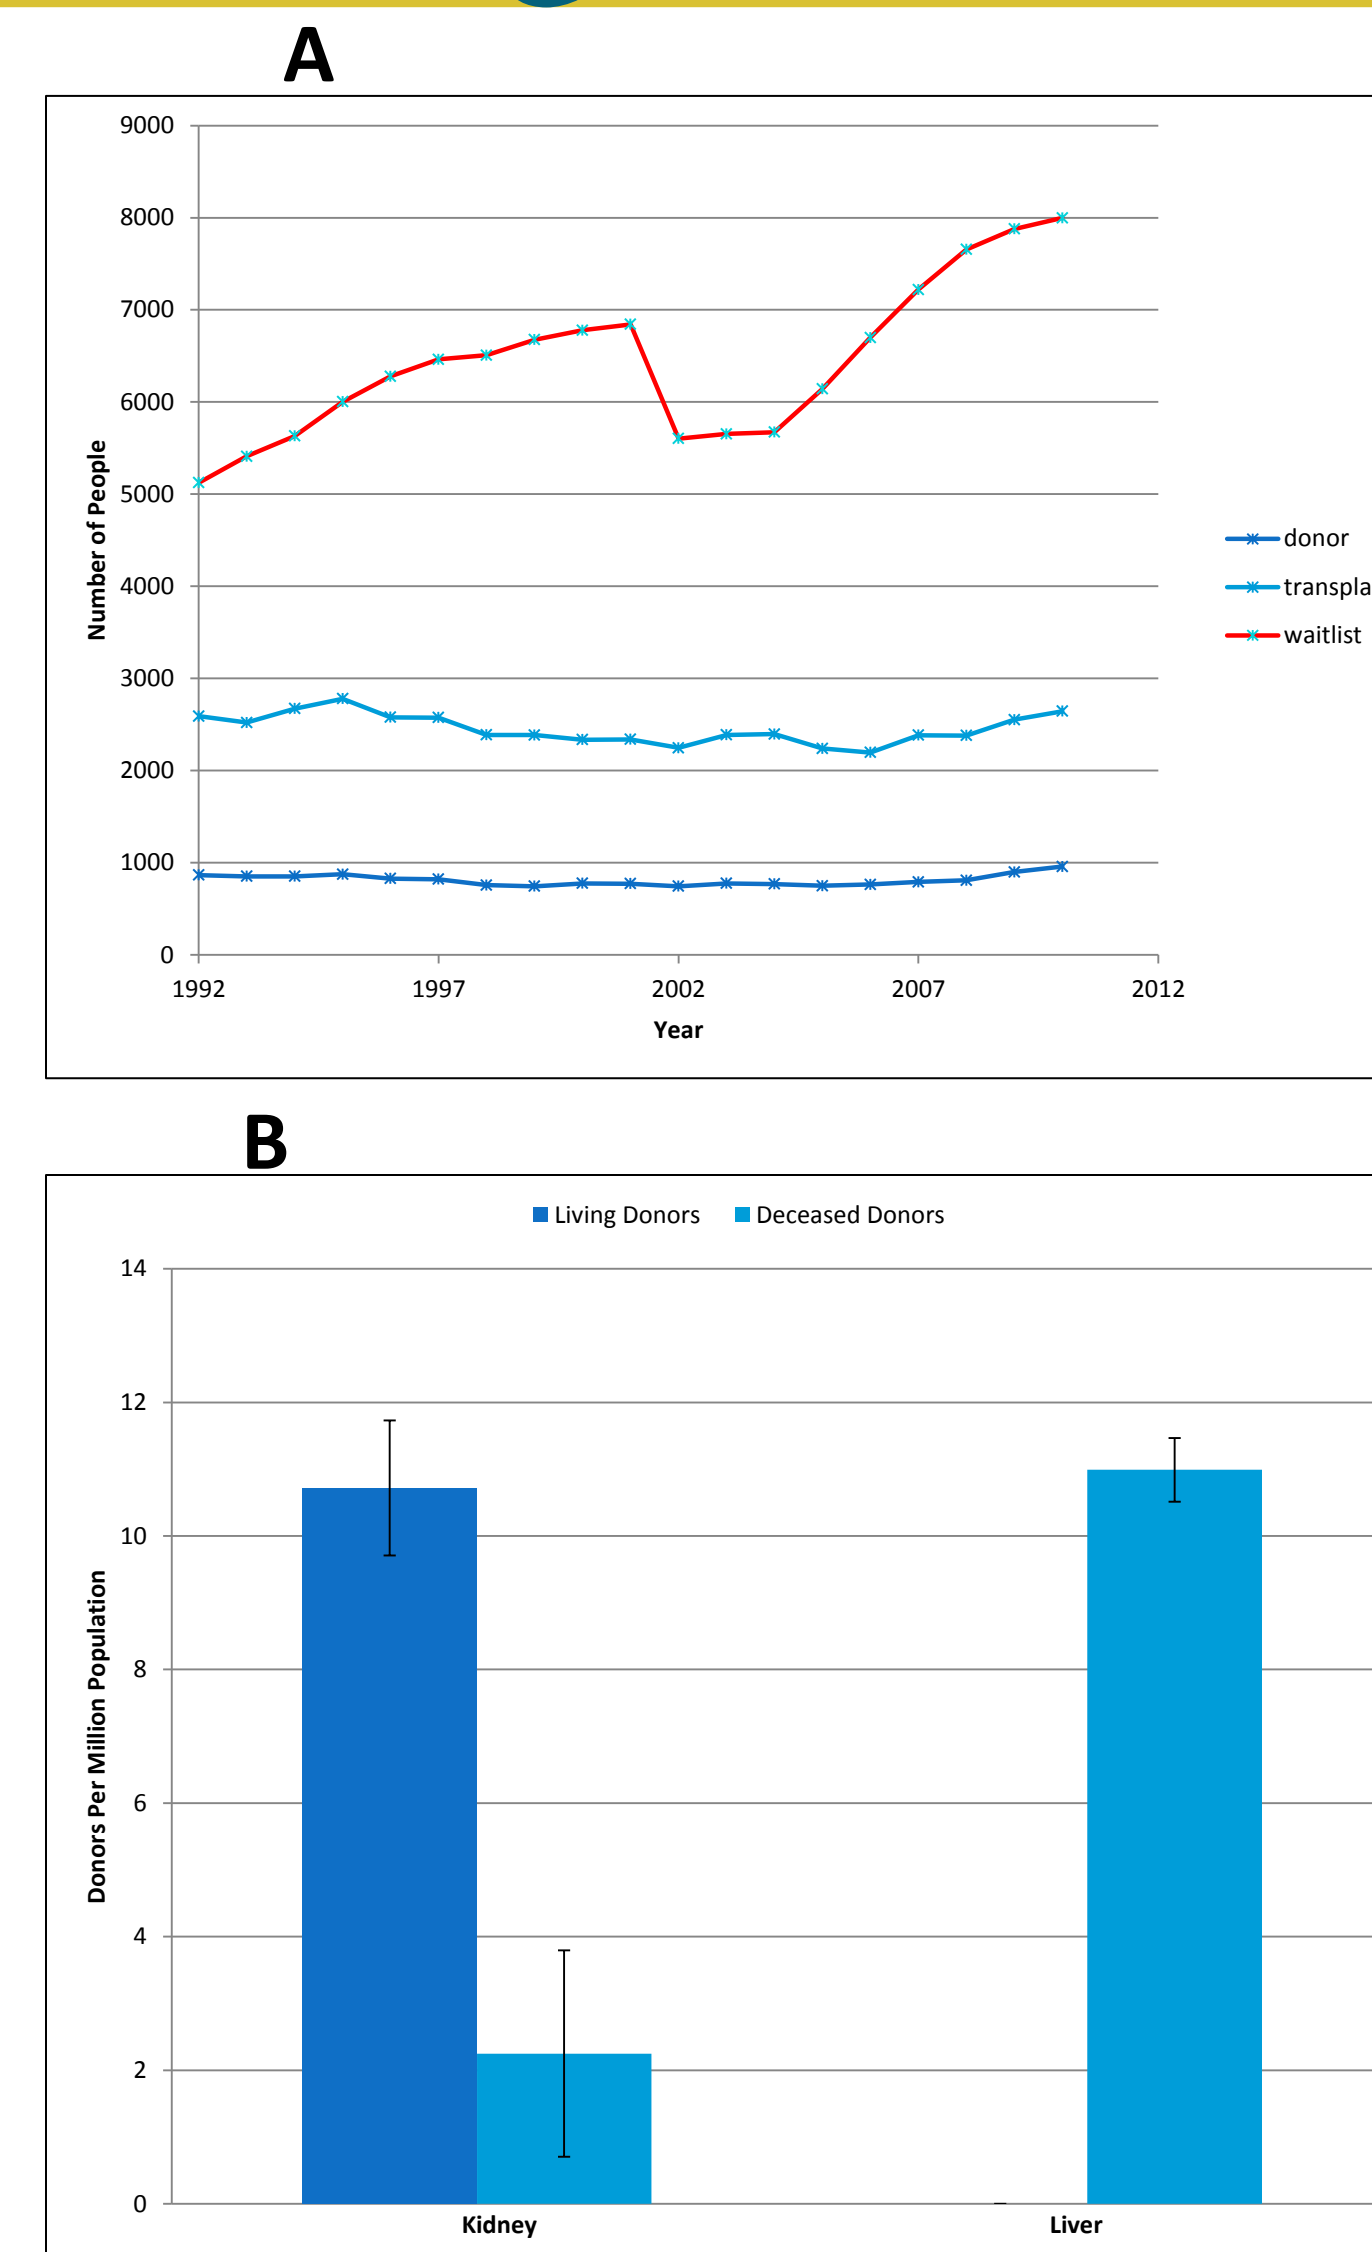 A
9000
8000
7000
6000
5000
4000
3000
2000
1000
0
Number of People
1992 1997 2002 2007 2012
Year
donor
transpla
waitlist
B
Living Donors Deceased Donors
14
12
10
8
6
4
2
0
Donors Per Million Population
Kidney Liver